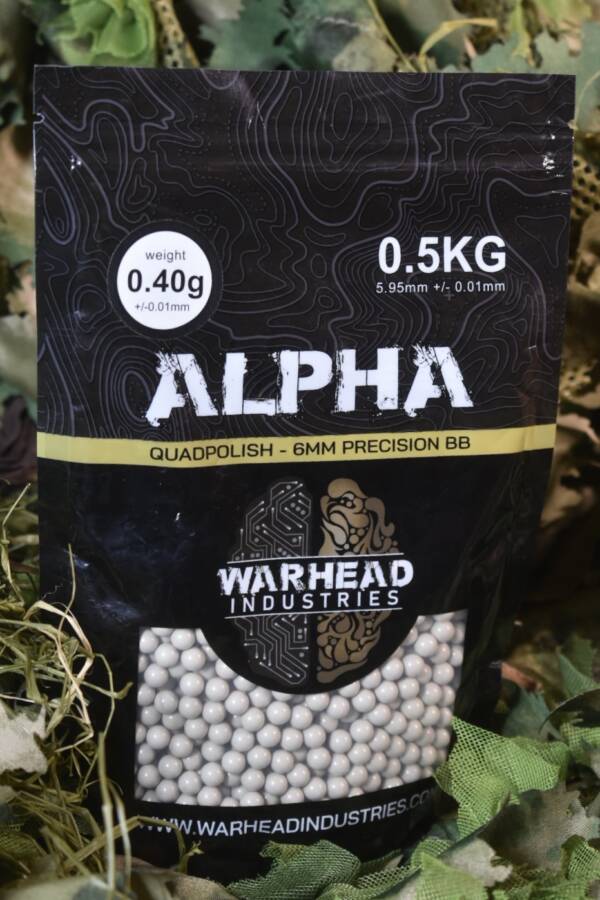 weight
0.40g
+/-0.01mm
0.5KG
5.95mm +/- 0.01mm
ALPHA
QUADPOLISH - 6MM PRECISION BB
WARHEAD
INDUSTRIES
WWW.WARHEADINDUSTRIES.CO